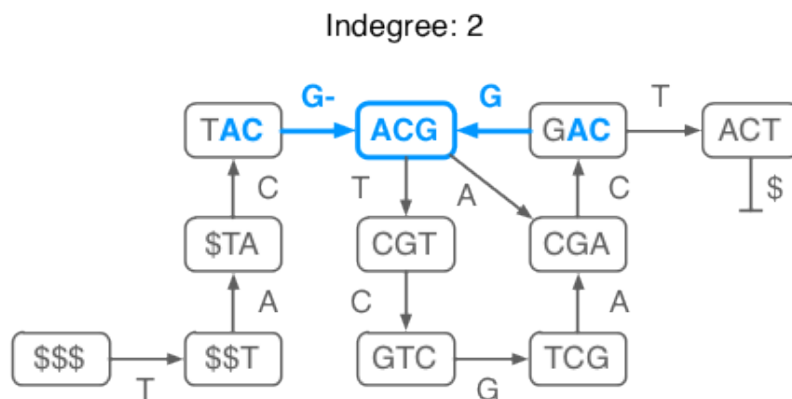 Indegree: 2
G- G T
TAC ACG GAC ACT
C T A C $
$TA CGT CGA
A C A
$$$ $$T GTC TCG
T G